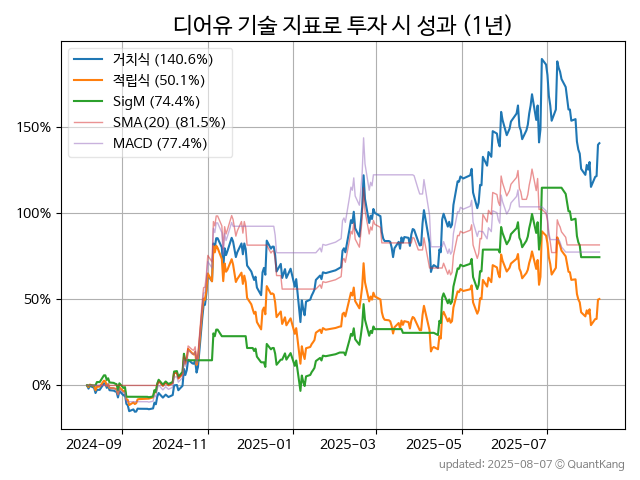 디어유 기술 지표로 투자 시 성과 (1년)
거치식 (140.6%)
적립식 (50.1%)
SigM (74.4%)
SMA(20) (81.5%)
MACD (77.4%)
150%
100%
50%
0%
2024-09 2024-11 2025-01 2025-03 2025-05 2025-07
updated: 2025-08-07 © QuantKang